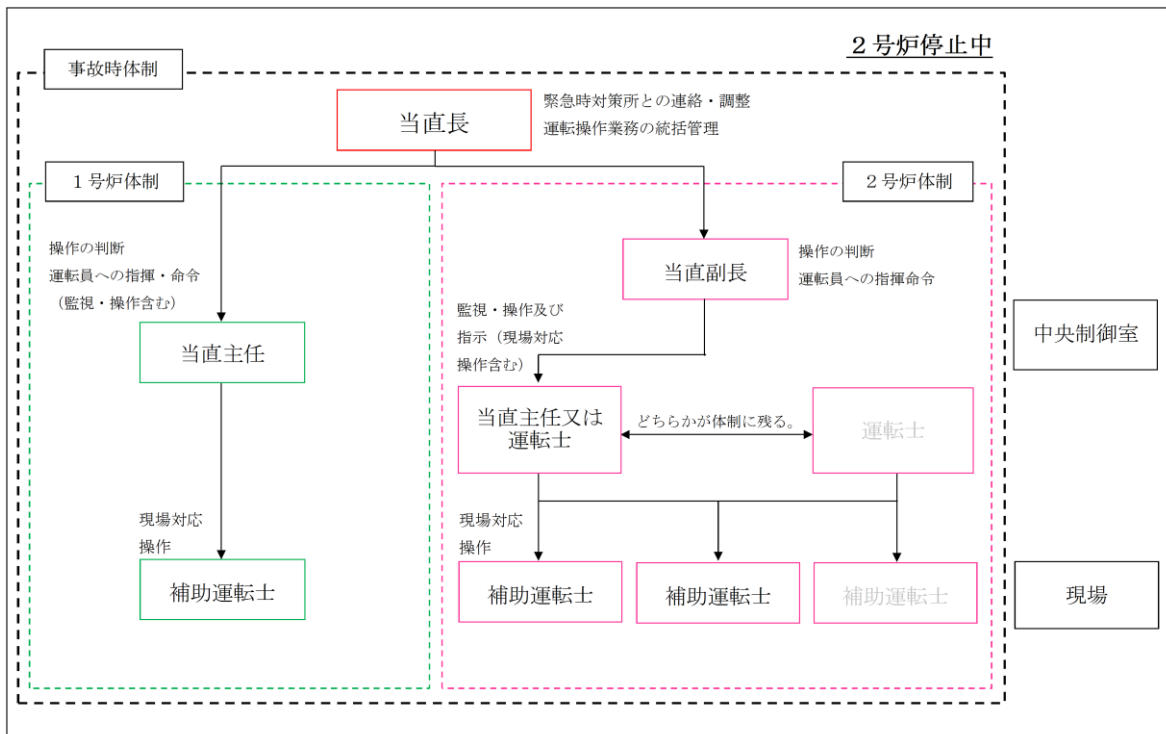 ２号炉停止中
事故時体制
緊急時対策所との連絡・調整
当直長
運転操作業務の統括管理
１号炉体制
２号炉体制
操作の判断
運転員への指揮・命令
（監視・操作含む）
当直主任
当直副長
操作の判断
運転員への指揮命令
監視・操作及び
指示（現場対応
操作含む）
中央制御室
当直主任又は
運転士
どちらかが体制に残る。
運転士
現場対応
操作
補助運転士
現場対応
操作
補助運転士
補助運転士
補助運転士
現場